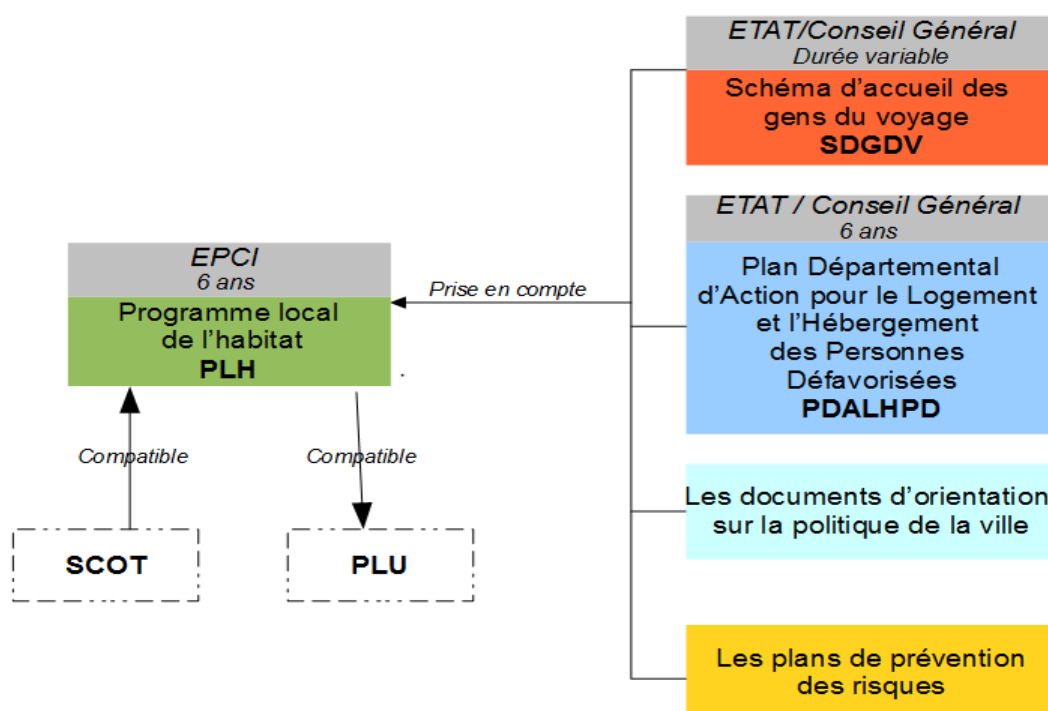 ETAT/Conseil Général
Durée variable
Schéma d'accueil des
gens du voyage
SDGDV
ETAT / Conseil Général
6 ans
Plan Départemental
d'Action pour le Logement
et l'Hébergement
des Personnes
Défavorisées
PDALHPD
EPCI
6 ans
Programme local
de l'habitat
PLH
Prise en compte
Compatible
Compatible
SCOT
PLU
Les documents d'orientation
sur la politique de la ville
Les plans de prévention
des risques